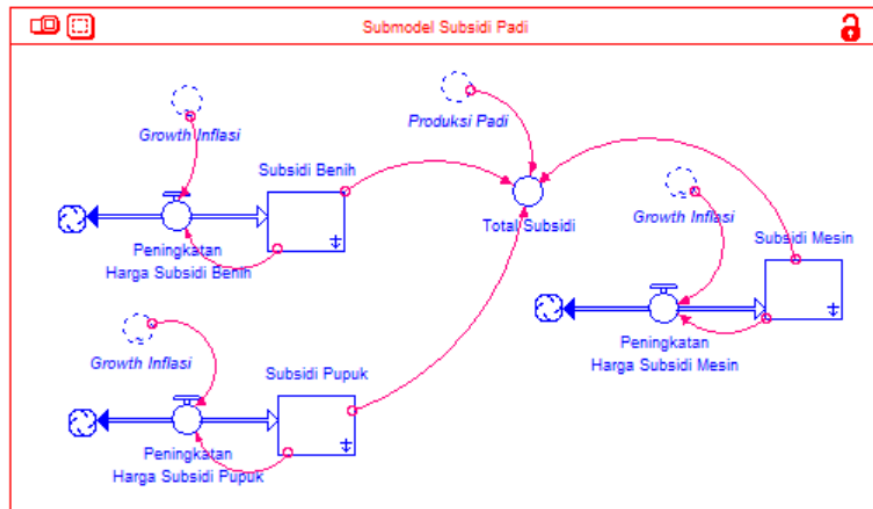 Submodel Subsidi Padi
Growth Inflasi
Produksi Padi
Subsidi Benih
Growth Inflasi
Total Subsidi
Subsidi Mesin
Peningkatan
Harga Subsidi Benih
Growth Inflasi
Subsidi Pupuk
Peningkatan
Harga Subsidi Mesin
Peningkatan
Harga Subsidi Pupuk